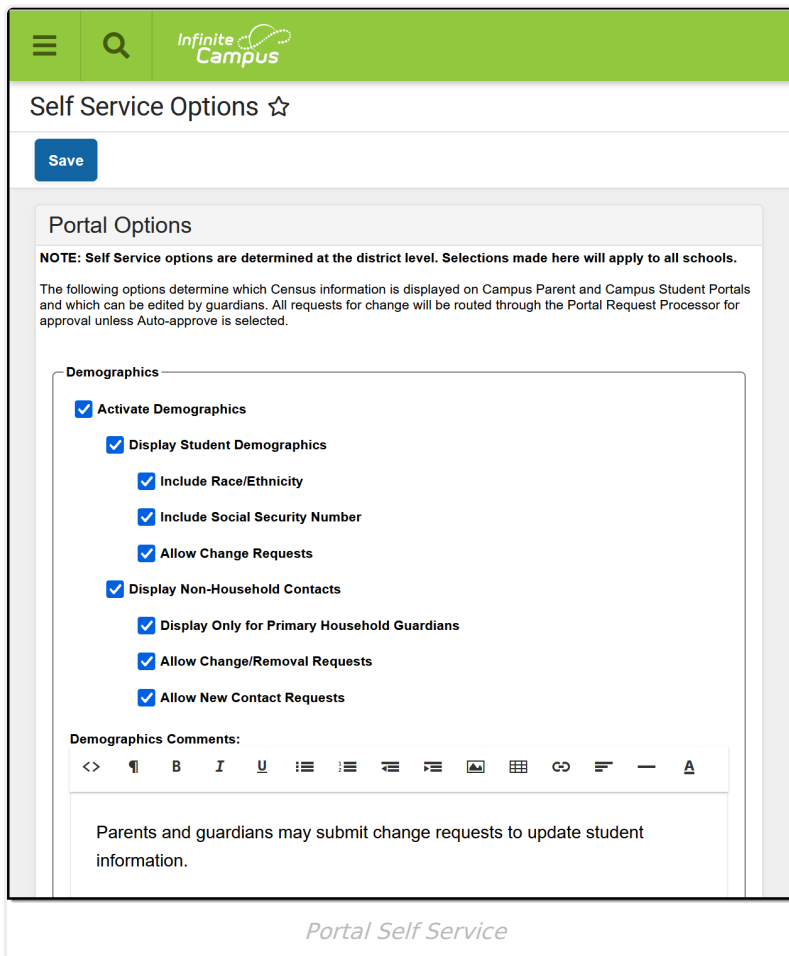 Infinite
Campus
Self Service Options
Save
Portal Options
NOTE: Self Service options are determined at the district level. Selections made here will apply to all schools.
The following options determine which Census information is displayed on Campus Parent and Campus Student Portals
and which can be edited by guardians. All requests for change will be routed through the Portal Request Processor for
approval unless Auto-approve is selected.
Demographics
Activate Demographics
Display Student Demographics
Include Race/Ethnicity
Include Social Security Number
Allow Change Requests
Display Non-Household Contacts
Display Only for Primary Household Guardians
Allow Change/Removal Requests
Allow New Contact Requests
Demographics Comments:
<> ¶ B I U A
Parents and guardians may submit change requests to update student
information.
Portal Self Service